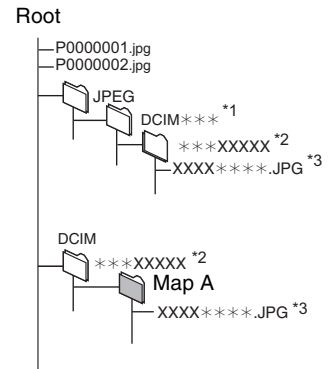 Root
P0000001.jpg
P0000002.jpg
JPEG
DCIM∗∗∗ *1
∗∗∗XXXXX *2
XXXX∗∗∗∗.JPG *3
DCIM
∗∗∗XXXXX *2
Map A
XXXX∗∗∗∗.JPG *3